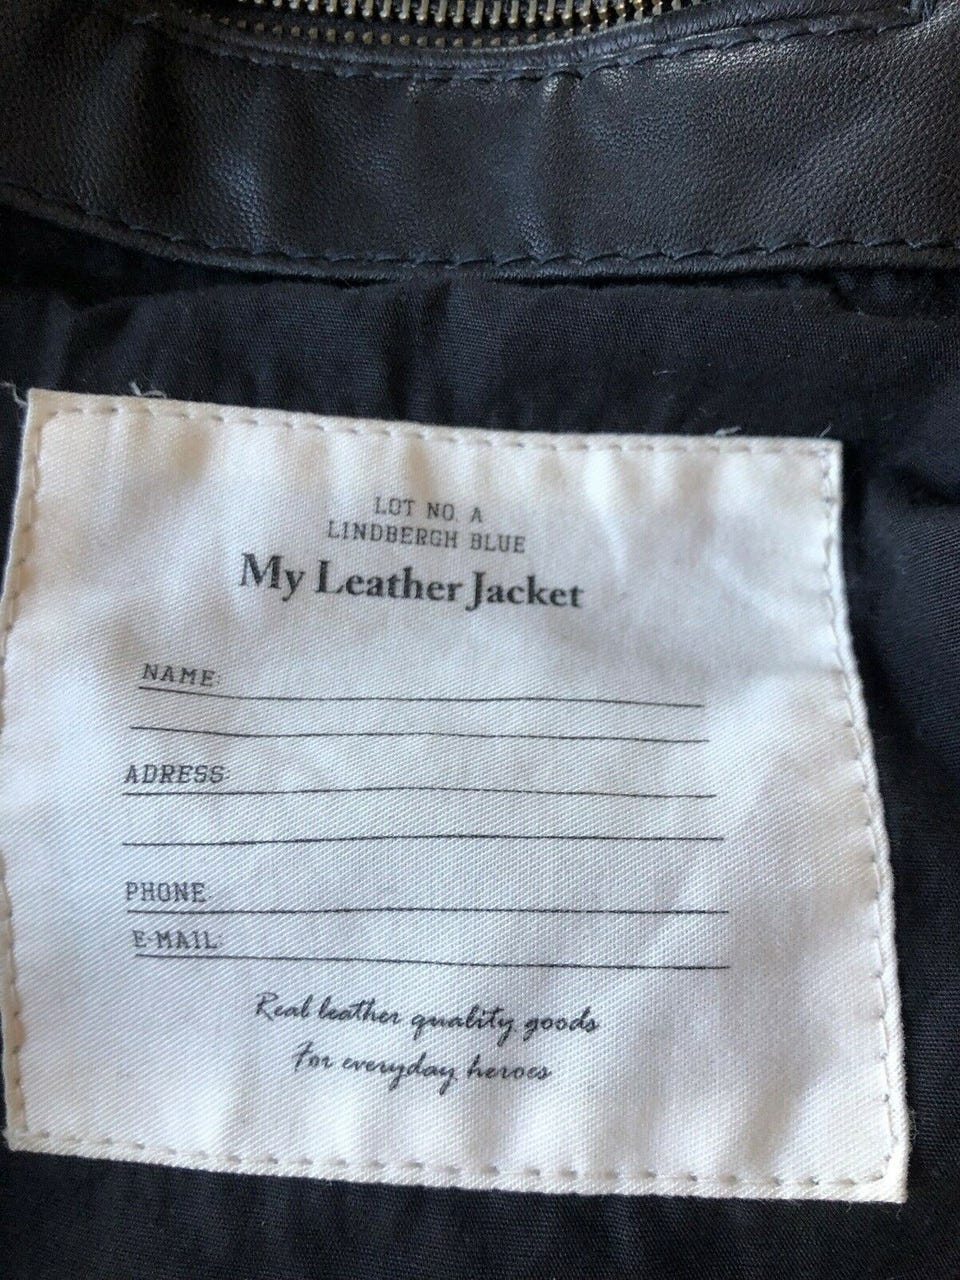 LOT NO. A
LINDBERGH BLUE
My Leather Jacket
NAME:
ADRESS:
PHONE:
E-MAIL:
Real leather quality goods
For everyday heroes